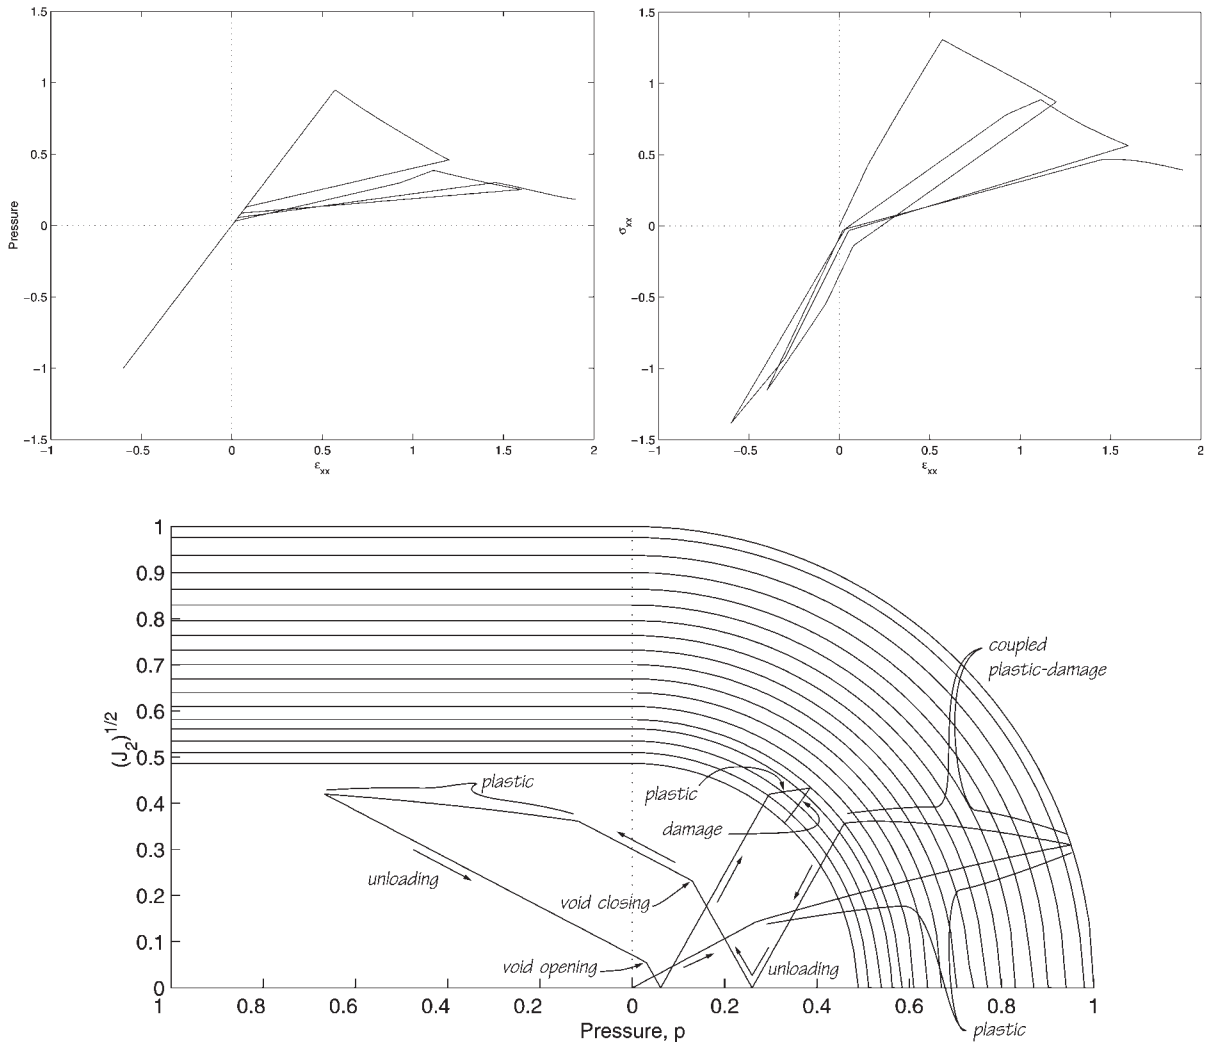 1.5
1
0.5
0
−0.5
−1
−1.5
Pressure
−1 −0.5 0 0.5 1 1.5 2
εxx
1.5
1
0.5
0
−0.5
−1
−1.5
σxx
−1 −0.5 0 0.5 1 1.5 2
εxx
1
0.9
0.8
0.7
0.6
0.5
0.4
0.3
0.2
0.1
0
(J2)1/2
coupled
plastic-damage
plastic
plastic
damage
unloading
void closing
void opening
unloading
1 0.8 0.6 0.4 0.2 0 0.2 0.4 0.6 0.8 1
Pressure, p
plastic